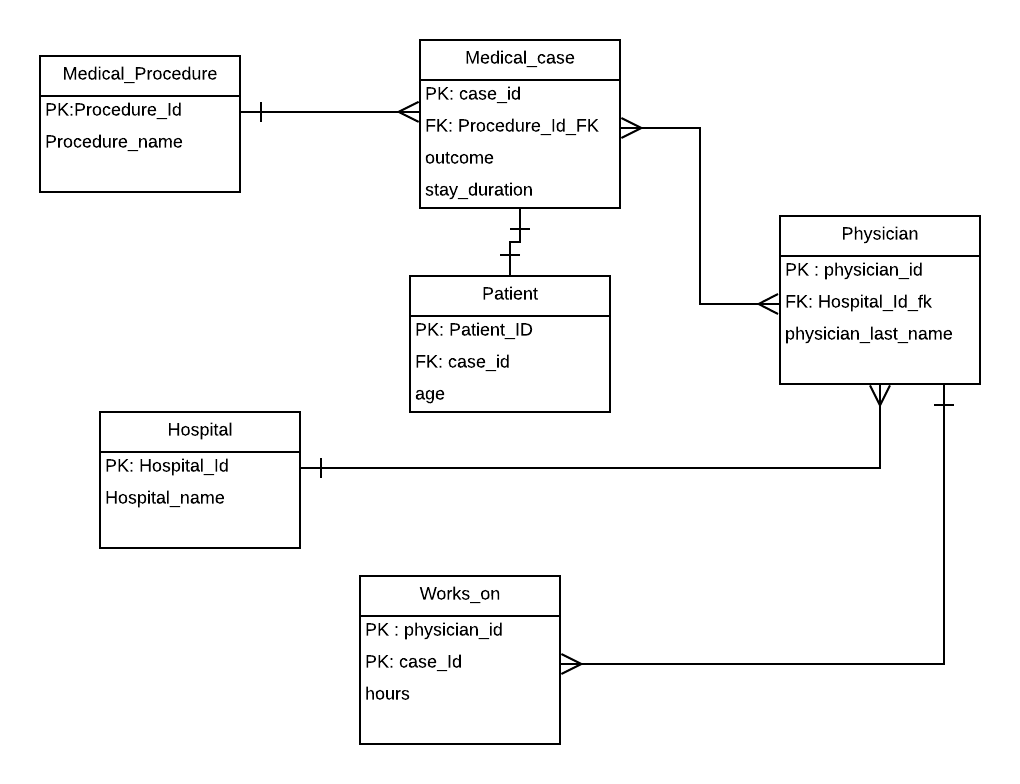 Medical_Procedure
PK:Procedure_Id
Procedure_name
Medical_case
PK: case_id
FK: Procedure_Id_FK
outcome
stay_duration
Physician
PK : physician_id
FK: Hospital_Id_fk
physician_last_name
Patient
PK: Patient_ID
FK: case_id
age
Hospital
PK: Hospital_Id
Hospital_name
Works_on
PK : physician_id
PK: case_Id
hours